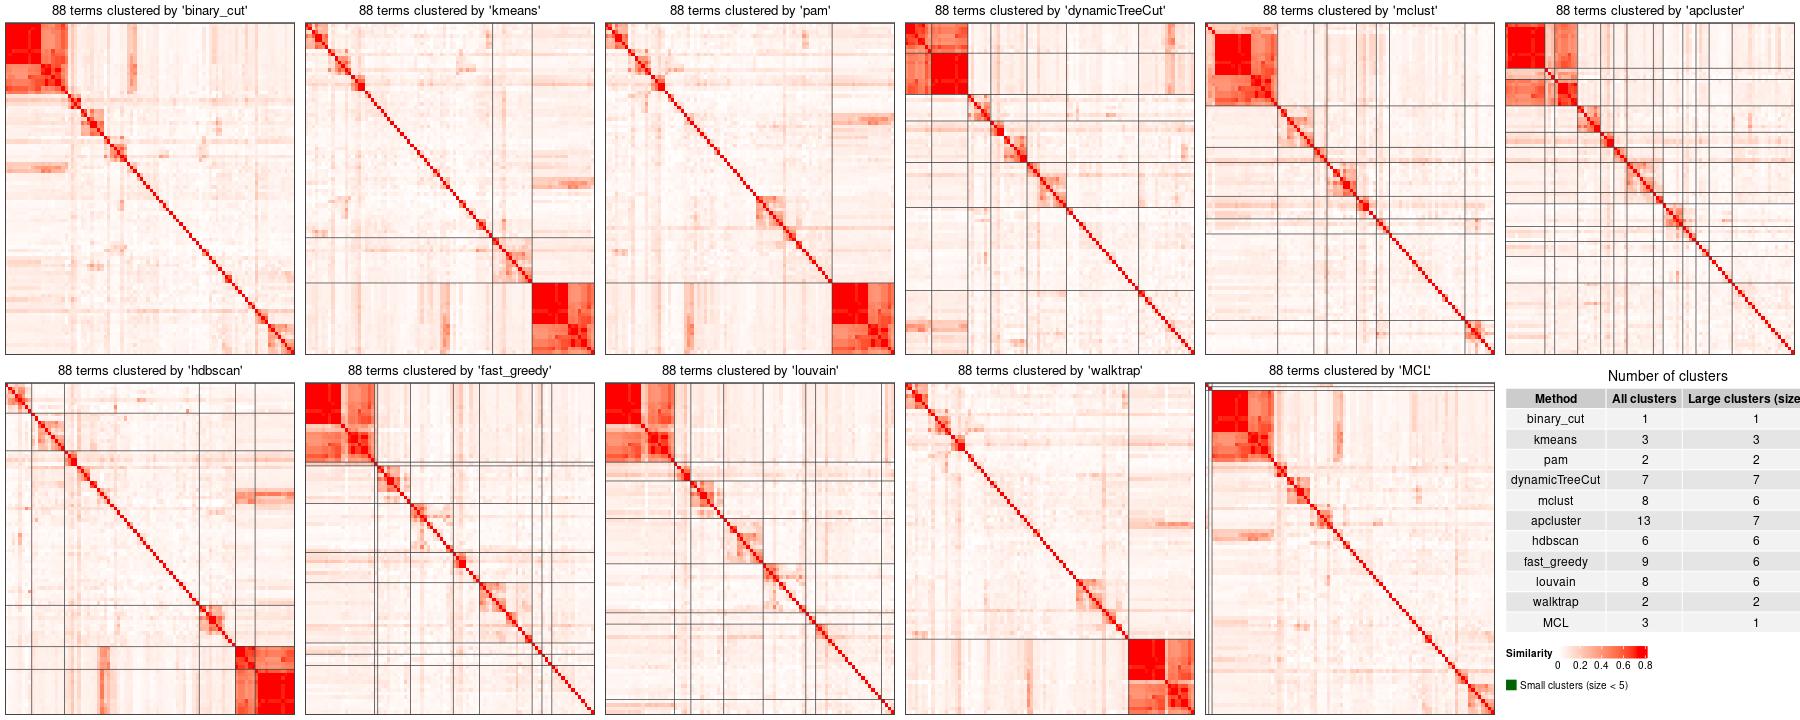 88 terms clustered by 'binary_cut'
88 terms clustered by 'kmeans'
88 terms clustered by 'pam'
88 terms clustered by 'dynamicTreeCut'
88 terms clustered by 'mclust'
88 terms clustered by 'apcluster'
88 terms clustered by 'hdbscan'
88 terms clustered by 'fast_greedy'
88 terms clustered by 'louvain'
88 terms clustered by 'walktrap'
88 terms clustered by 'MCL'
Number of clusters
Method All clusters Large clusters (size
binary_cut 1 1
kmeans 3 3
pam 2 2
dynamicTreeCut 7 7
mclust 8 6
apcluster 13 7
hdbscan 6 6
fast_greedy 9 6
louvain 8 6
walktrap 2 2
MCL 3 1
Similarity
0 0.2 0.4 0.6 0.8
Small clusters (size < 5)